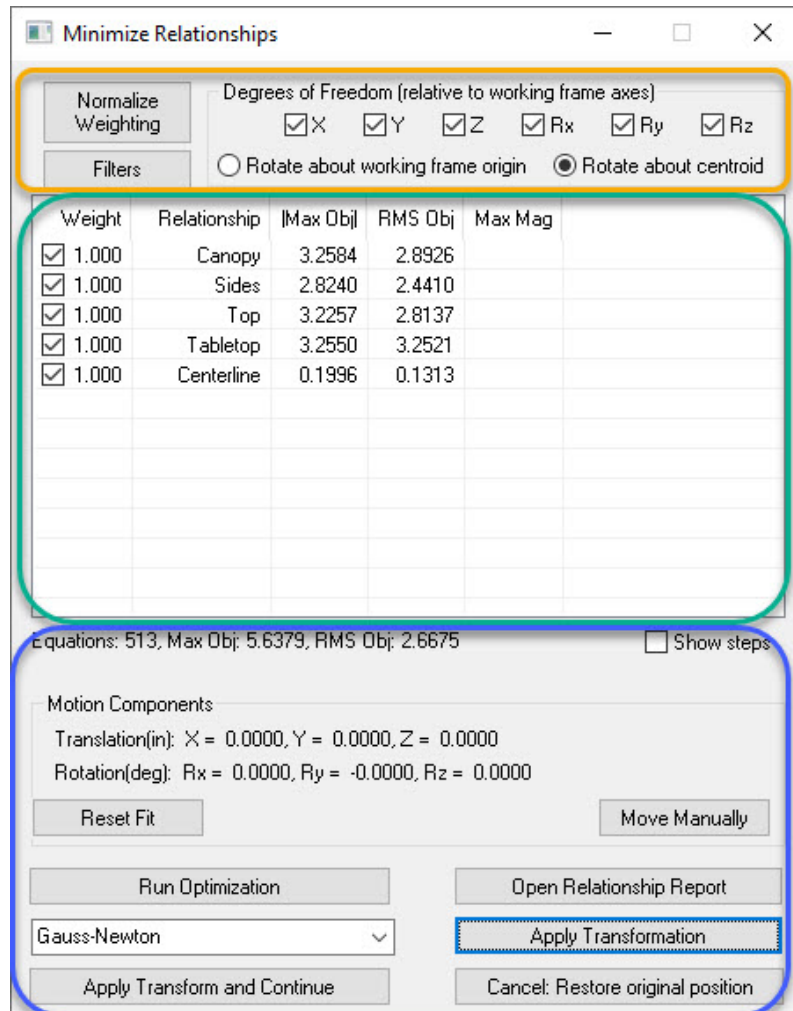 Minimize Relationships
Normalize Weighting
Degrees of Freedom (relative to working frame axes)
X Y Z Rx Ry Rz
Filters
Rotate about working frame origin Rotate about centroid
Weight Relationship |Max Obj| RMS Obj Max Mag
1.000 Canopy 3.2584 2.8926
1.000 Sides 2.8240 2.4410
1.000 Top 3.2257 2.8137
1.000 Tabletop 3.2550 3.2521
1.000 Centerline 0.1996 0.1313
Equations: 513, Max Obj: 5.6379, RMS Obj: 2.6675
Show steps
Motion Components
Translation(in): X = 0.0000, Y = 0.0000, Z = 0.0000
Rotation(deg): Rx = 0.0000, Ry = -0.0000, Rz = 0.0000
Reset Fit Move Manually
Run Optimization Open Relationship Report
Gauss-Newton Apply Transformation
Apply Transform and Continue Cancel: Restore original position